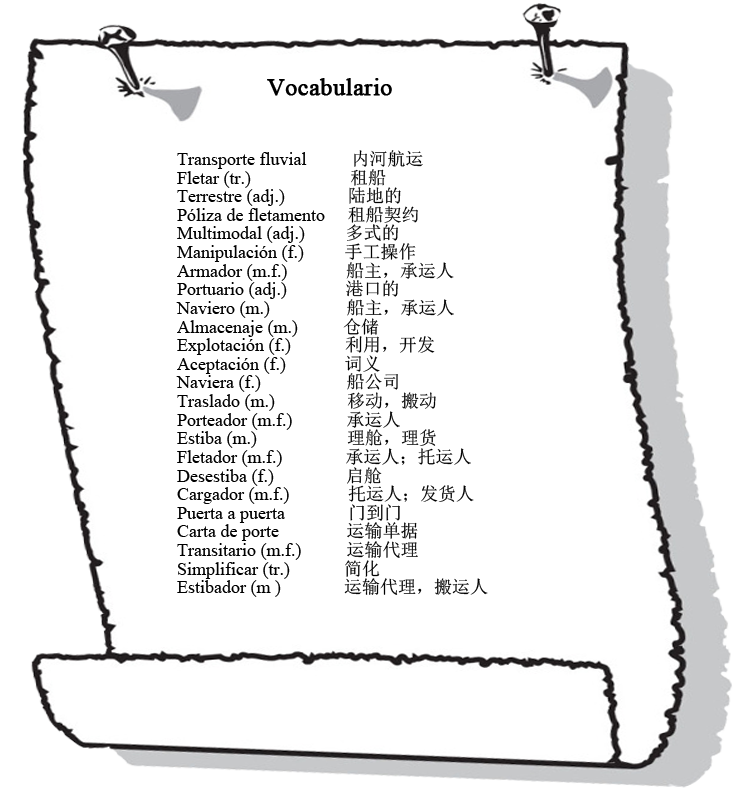 Vocabulario
Transporte fluvial 内河航运
Fletar (tr.) 租船
Terrestre (adj.) 陆地的
Póliza de fletamento 租船契约
Multimodal (adj.) 多式的
Manipulación (f.) 手工操作
Armador (m.f.) 船主，承运人
Portuario (adj.) 港口的
Naviero (m.) 船主，承运人
Almacenaje (m.) 仓储
Explotación (f.) 利用，开发
Aceptación (f.) 词义
Naviera (f.) 船公司
Traslado (m.) 移动，搬动
Porteador (m.f.) 承运人
Estiba (m.) 理舱，理货
Fletador (m.f.) 承运人；托运人
Desestiba (f.) 启舱
Cargador (m.f.) 托运人；发货人
Puerta a puerta 门到门
Carta de porte 运输单据
Transitario (m.f.) 运输代理
Simplificar (tr.) 简化
Estibador (m ) 运输代理，搬运人